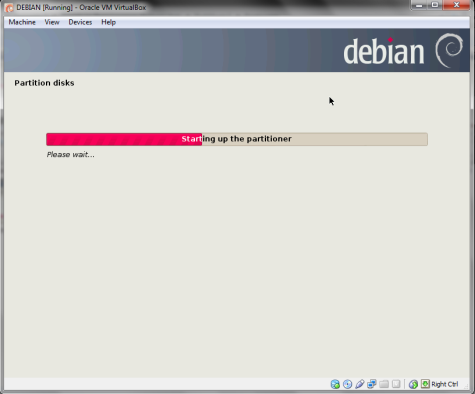 DEBIAN [Running] - Oracle VM VirtualBox
Machine View Devices Help
debian
Partition disks
Starting up the partitioner
Please wait...
Right Ctrl